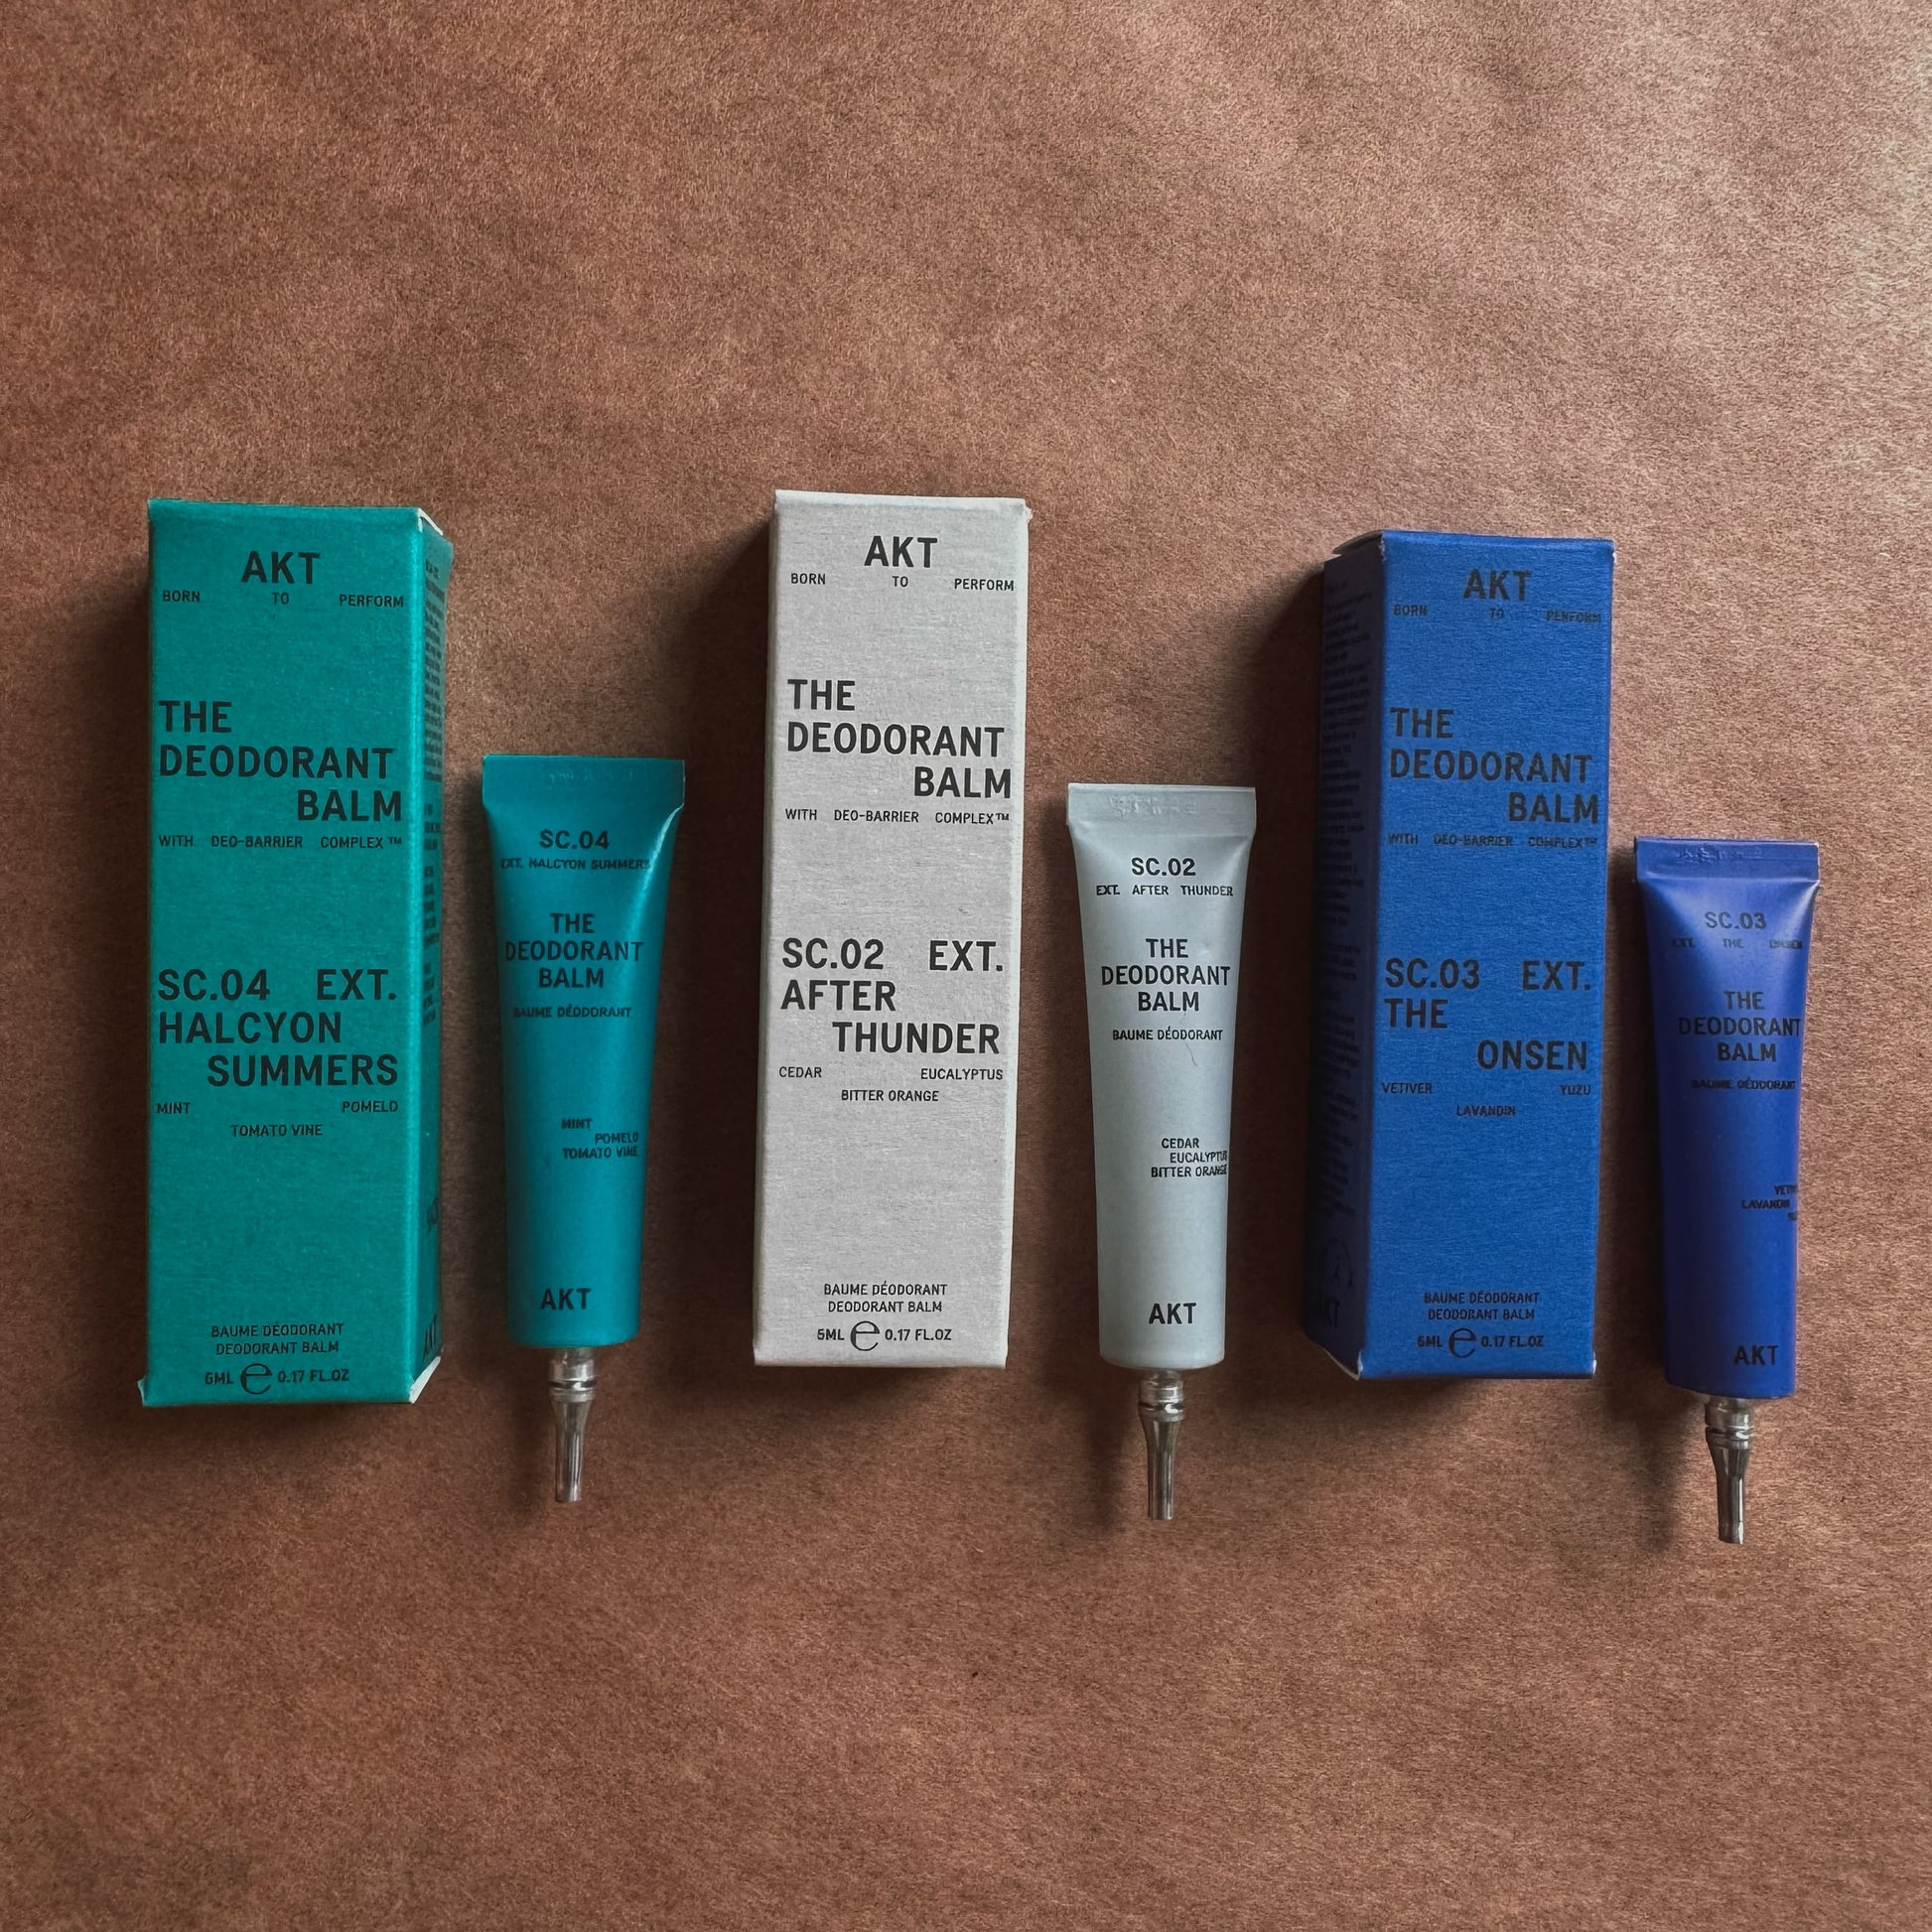 AKT
BORN TO PERFORM
THE
DEODORANT
BALM
WITH DEO-BARRIER COMPLEX™
SC.04 EXT.
HALCYON
SUMMERS
MINT POMELO
TOMATO VINE
BAUME DÉODORANT
DEODORANT BALM
5ML e 0.17 FL.OZ
SC.04
EXT. HALCYON SUMMERS
THE
DEODORANT
BALM
BAUME DÉODORANT
MINT
POMELO
TOMATO VINE
AKT
AKT
BORN TO PERFORM
THE
DEODORANT
BALM
WITH DEO-BARRIER COMPLEX™
SC.02 EXT.
AFTER
THUNDER
CEDAR EUCALYPTUS
BITTER ORANGE
BAUME DÉODORANT
DEODORANT BALM
5ML e 0.17 FL.OZ
SC.02
EXT. AFTER THUNDER
THE
DEODORANT
BALM
BAUME DÉODORANT
CEDAR
EUCALYPTUS
BITTER ORANGE
AKT
AKT
BORN TO PERFORM
THE
DEODORANT
BALM
WITH DEO-BARRIER COMPLEX™
SC.03 EXT.
THE
ONSEN
VETIVER YUZU
LAVANDIN
BAUME DÉODORANT
DEODORANT BALM
5ML e 0.17 FL.OZ
SC.03
EXT. THE ONSEN
THE
DEODORANT
BALM
BAUME DÉODORANT
LAVANDIN
AKT